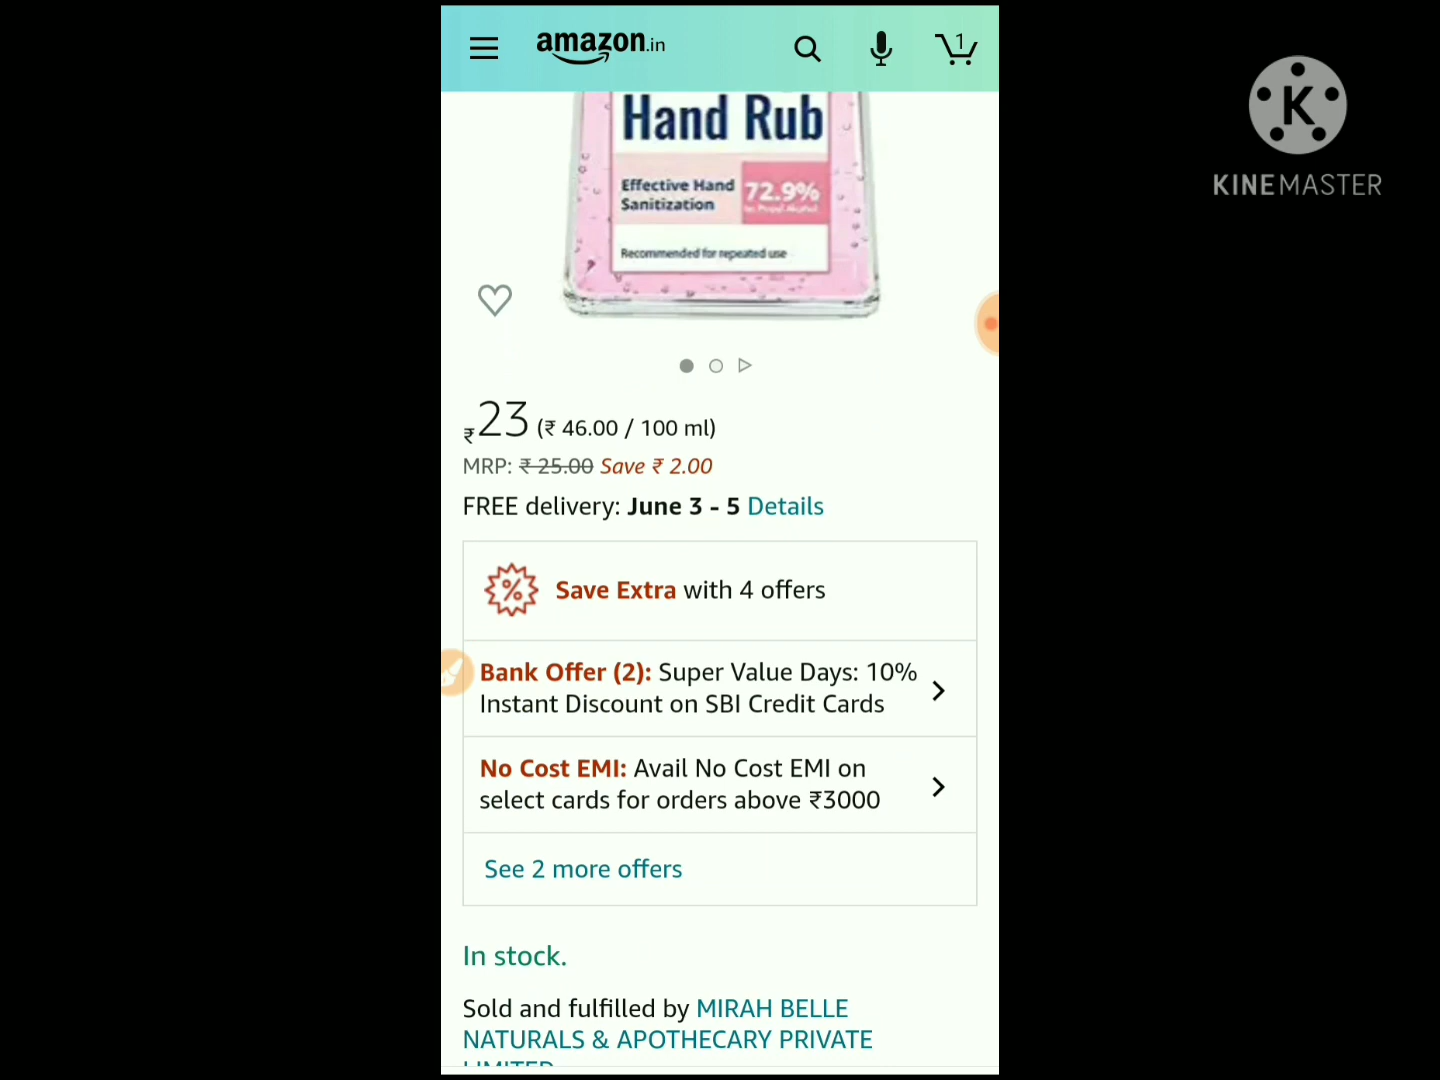 amazon.in
1
K
KINEMASTER
Hand Rub
Effective Hand
Sanitization
72.9%
Recommended for repeated use
₹23 (₹ 46.00 / 100 ml)
MRP: ₹ 25.00 Save ₹ 2.00
FREE delivery: June 3 - 5 Details
% Save Extra with 4 offers
Bank Offer (2): Super Value Days: 10%
Instant Discount on SBI Credit Cards
No Cost EMI: Avail No Cost EMI on
select cards for orders above ₹3000
See 2 more offers
In stock.
Sold and fulfilled by MIRAH BELLE
NATURALS & APOTHECARY PRIVATE
LIMITED